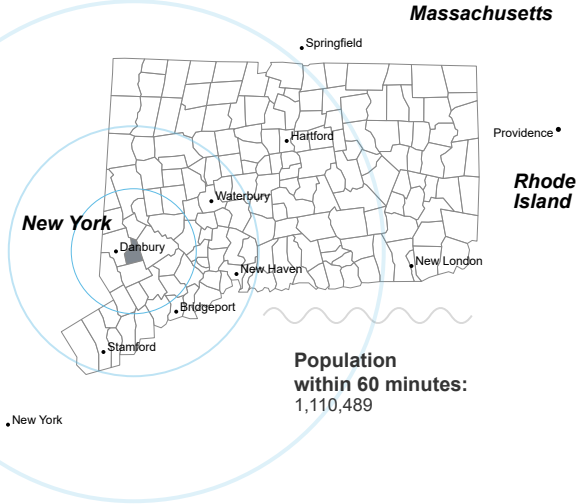 Massachusetts
Springfield
Providence
Hartford
Rhode
Island
Waterbury
New York
Danbury
New London
New Haven
Bridgeport
Stamford
Population
within 60 minutes:
1,110,489
New York